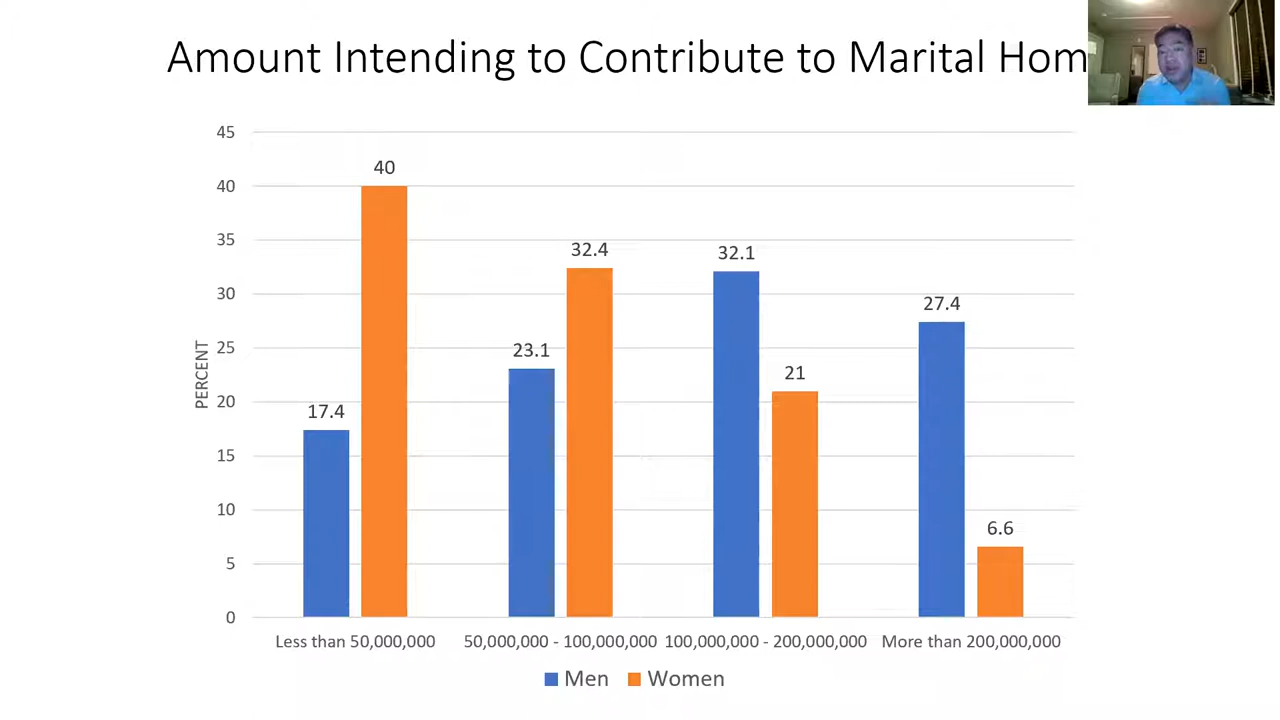 Amount Intending to Contribute to Marital Hom
45
40
35
30
25
20
15
10
5
0
PERCENT
17.4
40
23.1
32.4
32.1
21
27.4
6.6
Less than 50,000,000
50,000,000 - 100,000,000
100,000,000 - 200,000,000
More than 200,000,000
Men
Women